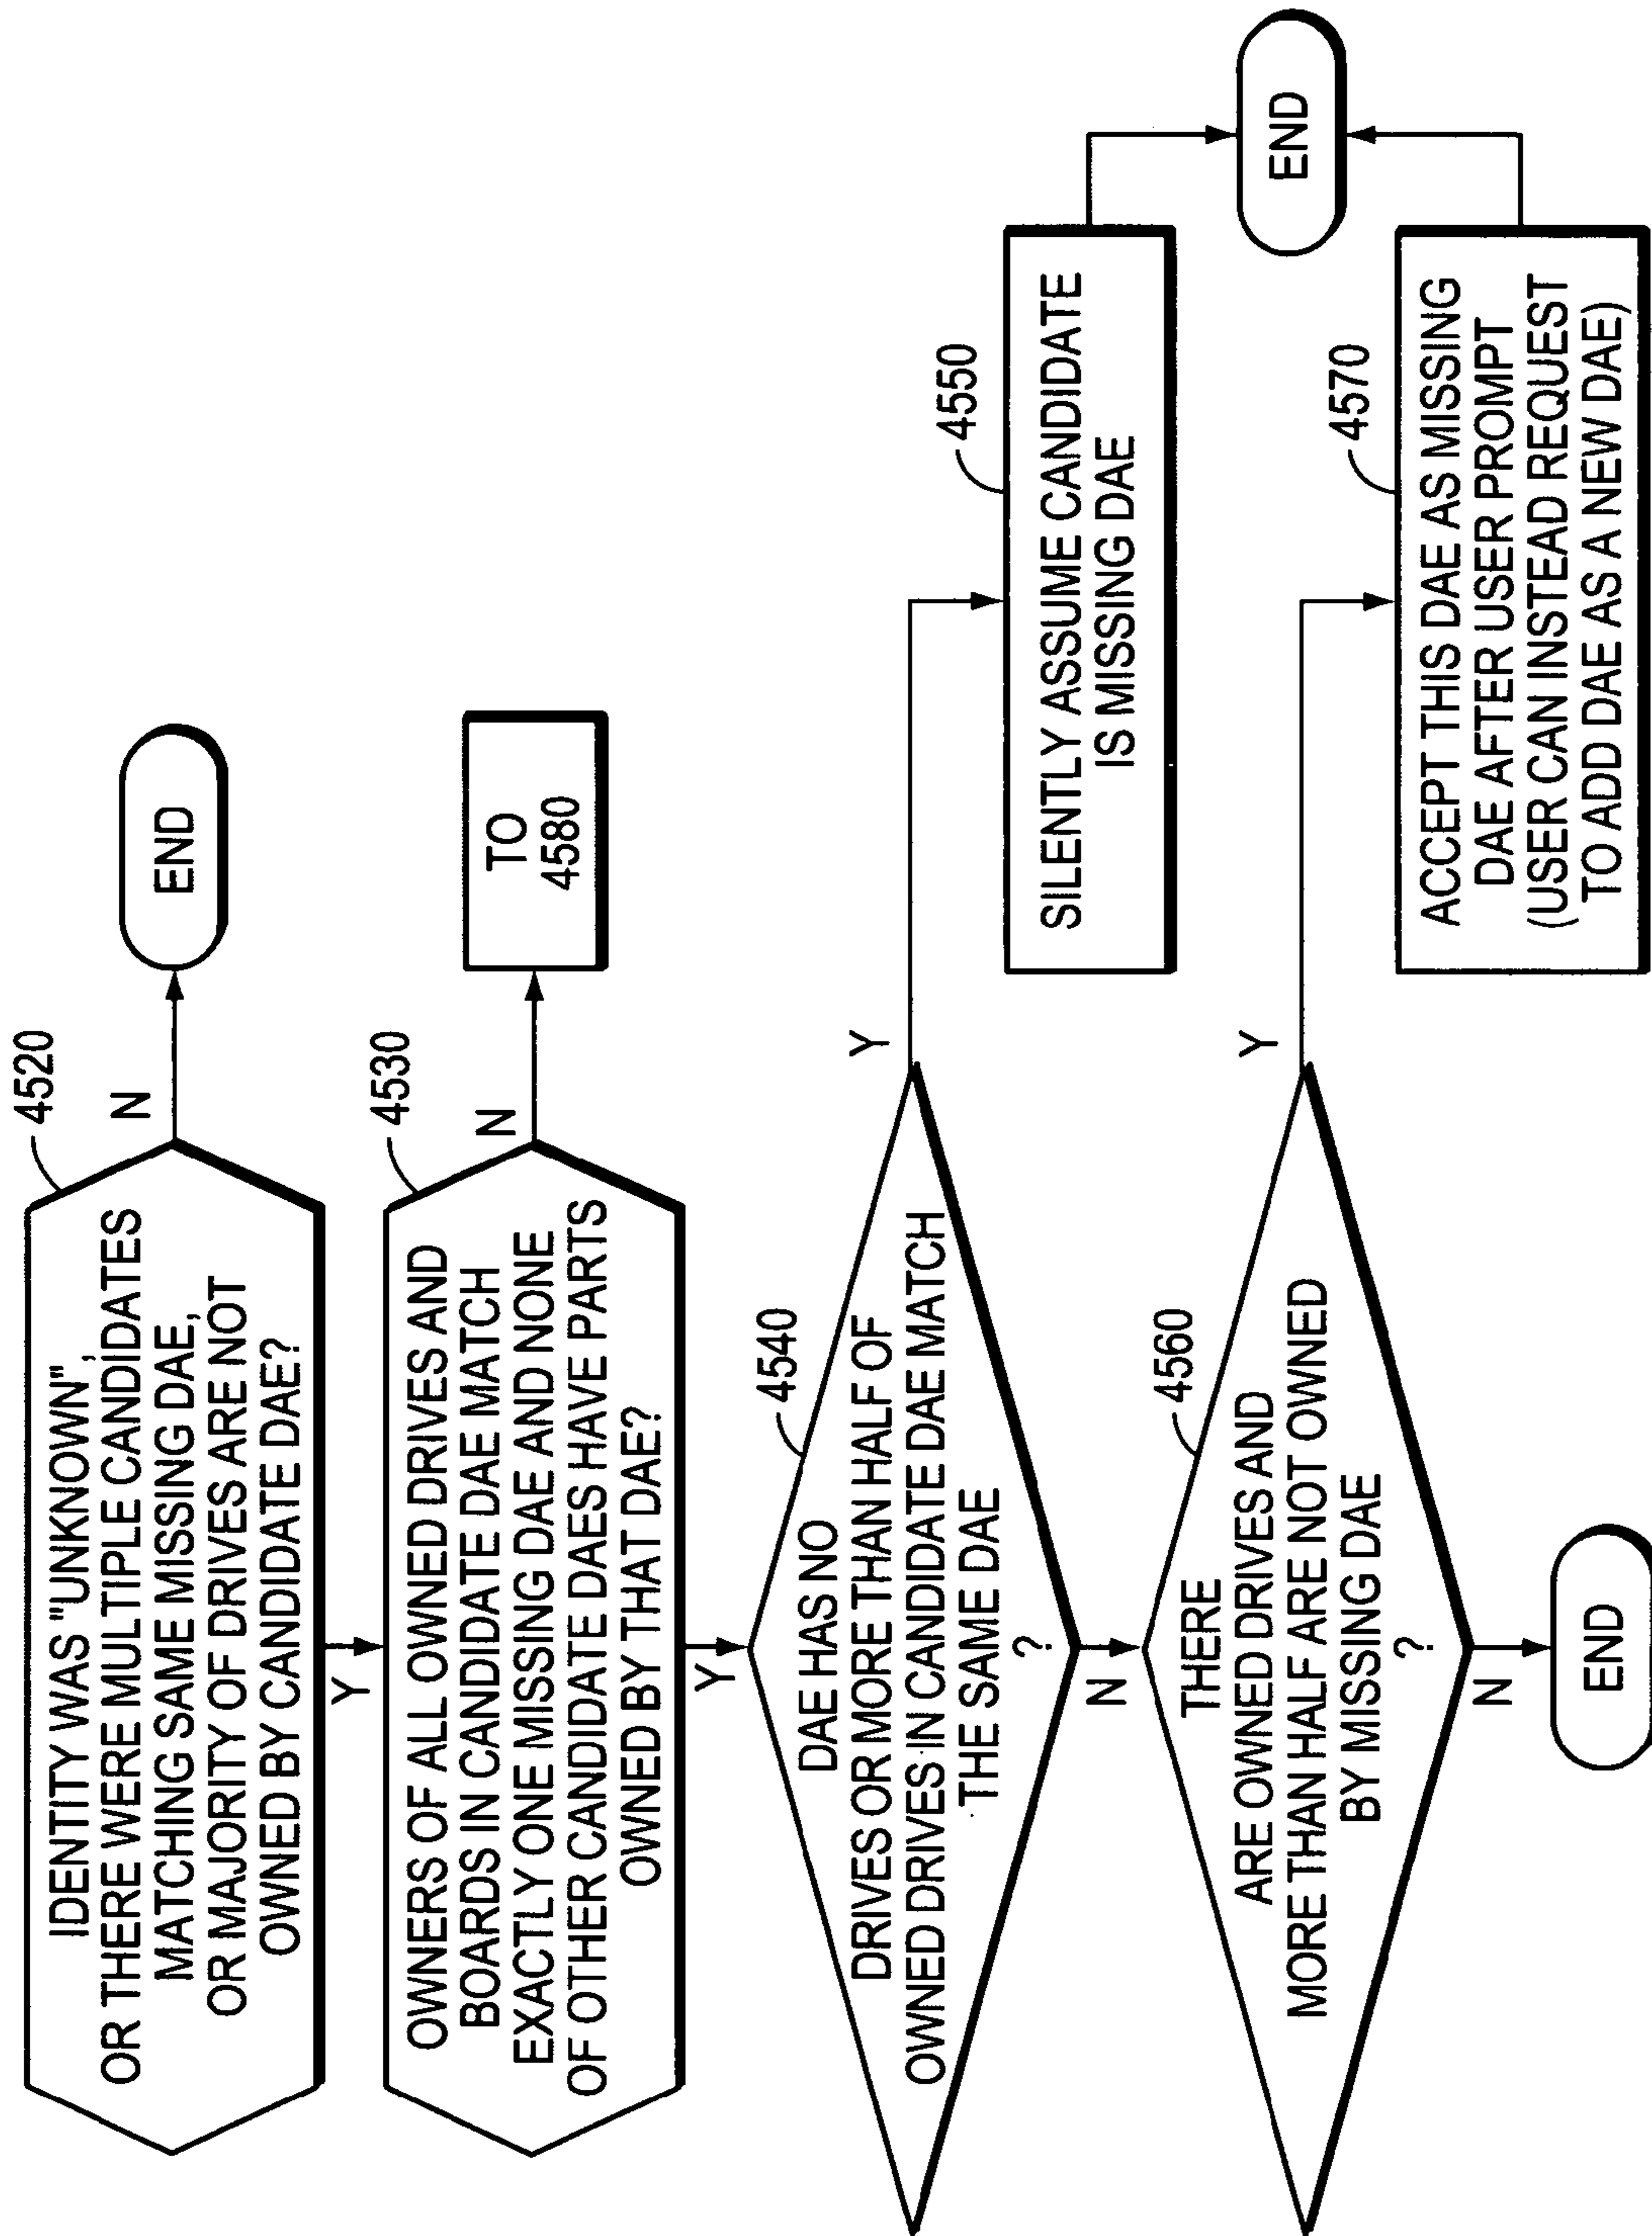 4520
IDENTITY WAS "UNKNOWN",
OR THERE WERE MULTIPLE CANDIDATES
MATCHING SAME MISSING DAE,
OR MAJORITY OF DRIVES ARE NOT
OWNED BY CANDIDATE DAE?
N
END
Y
4530
OWNERS OF ALL OWNED DRIVES AND
BOARDS IN CANDIDATE DAE MATCH
EXACTLY ONE MISSING DAE AND NONE
OF OTHER CANDIDATE DAES HAVE PARTS
OWNED BY THAT DAE?
N
TO
4580
Y
4540
DAE HAS NO
DRIVES OR MORE THAN HALF OF
OWNED DRIVES IN CANDIDATE DAE MATCH
THE SAME DAE
?
Y
4550
SILENTLY ASSUME CANDIDATE
IS MISSING DAE
END
N
4560
THERE
ARE OWNED DRIVES AND
MORE THAN HALF ARE NOT OWNED
BY MISSING DAE
?
Y
4570
ACCEPT THIS DAE AS MISSING
DAE AFTER USER PROMPT
(USER CAN INSTEAD REQUEST
TO ADD DAE AS A NEW DAE)
N
END